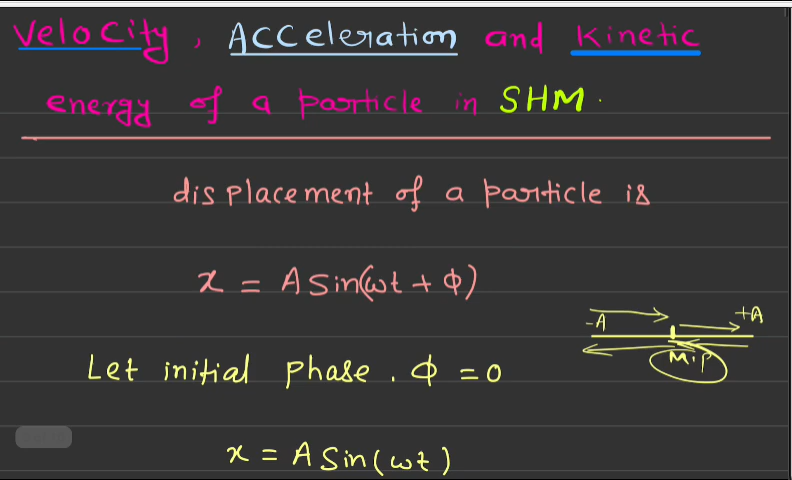 Velocity, Acceleration and Kinetic
energy of a particle in SHM.
displacement of a particle is
x = A Sin(ωt + φ)
-A +A
M.P
Let initial phase . φ = 0
x = A Sin(ωt)